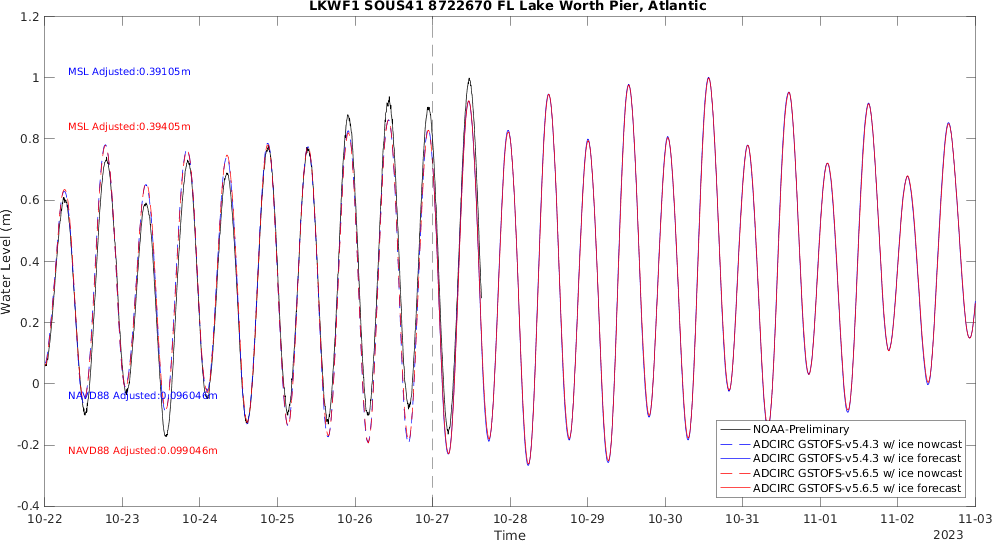 LKWF1 SOUS41 8722670 FL Lake Worth Pier, Atlantic
1.2
1
0.8
0.6
0.4
0.2
0
-0.2
-0.4
Water Level (m)
MSL Adjusted:0.39105m
MSL Adjusted:0.39405m
NAVD88 Adjusted:0.096046m
NAVD88 Adjusted:0.099046m
NOAA-Preliminary
ADCIRC GSTOFS-v5.4.3 w/ ice nowcast
ADCIRC GSTOFS-v5.4.3 w/ ice forecast
ADCIRC GSTOFS-v5.6.5 w/ ice nowcast
ADCIRC GSTOFS-v5.6.5 w/ ice forecast
10-22 10-23 10-24 10-25 10-26 10-27 10-28 10-29 10-30 10-31 11-01 11-02 11-03
Time
2023